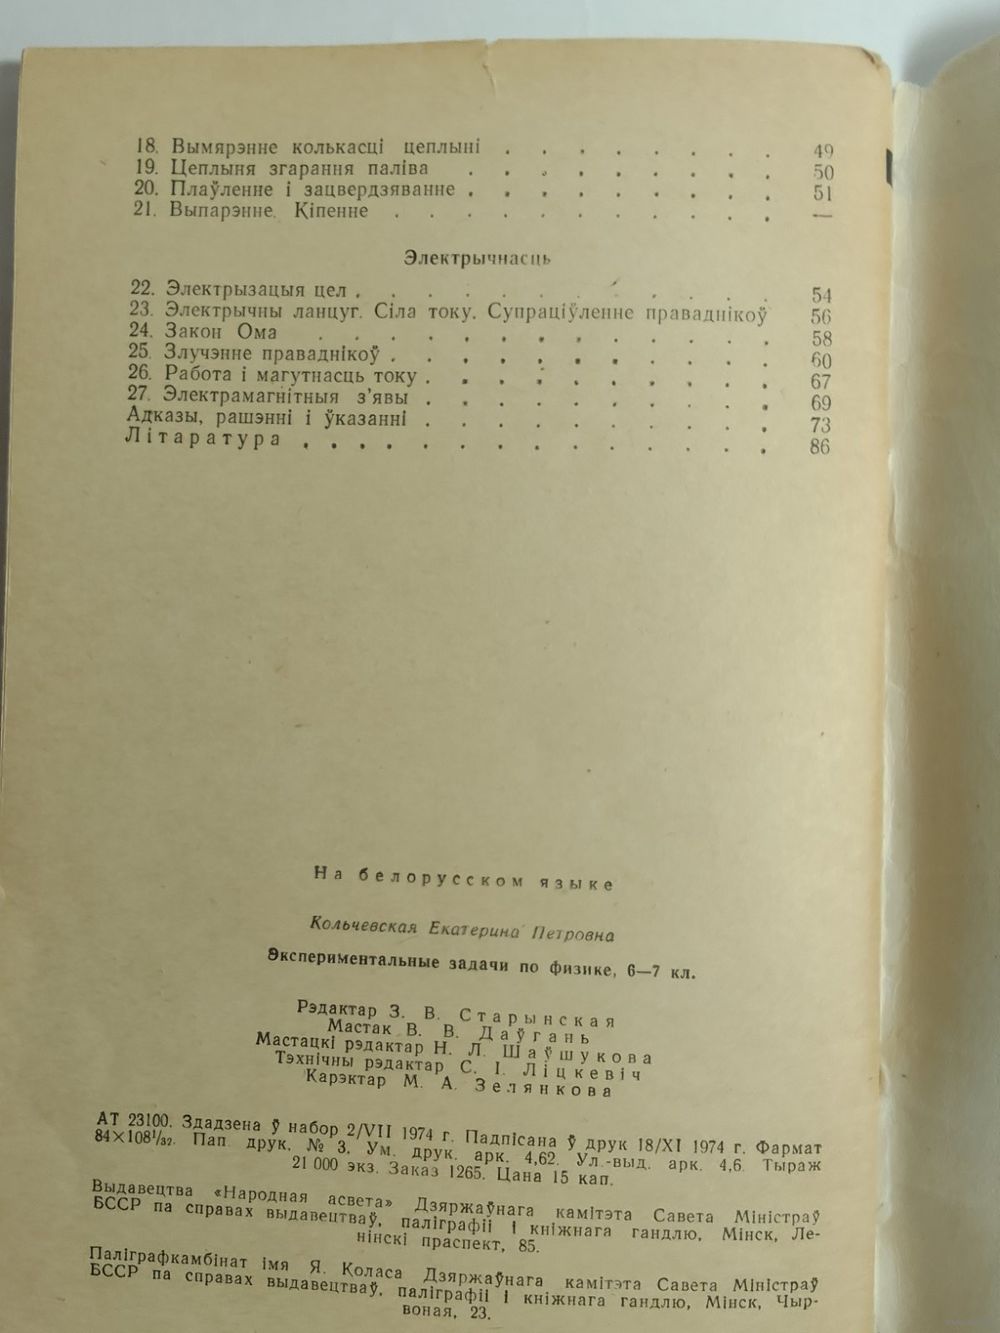 18. Вымярэнне колькасці цеплыні . . . . . . . . 49
19. Цеплыня згарання паліва . . . . . . . . . 50
20. Плаўленне і зацвердзяванне . . . . . . . . . 51
21. Выпарэнне. Кіпенне . . . . . . . . . . . —
Электрычнасць
22. Электрызацыя цел . . . . . . . . . . . 54
23. Электрычны ланцуг. Сіла току. Супраціўленне праваднікоў 56
24. Закон Ома . . . . . . . . . . . . . 58
25. Злучэнне праваднікоў . . . . . . . . . . . 60
26. Работа і магутнасць току . . . . . . . . . . 67
27. Электрамагнітныя з'явы . . . . . . . . . . 69
Адказы, рашэнні і ўказанні . . . . . . . . . . 73
Літаратура . . . . . . . . . . . . . 86
На белорусском языке
Кольчевская Екатерина Петровна
Экспериментальные задачи по физике, 6—7 кл.
Рэдактар З. В. Старынская
Мастак В. В. Даўгань
Мастацкі рэдактар Н. Л. Шаўшукова
Тэхнічны рэдактар С. І. Ліцкевіч
Карэктар М. А. Зелянкова
АТ 23100. Здадзена ў набор 2/VII 1974 г. Падпісана ў друк 18/XI 1974 г. Фармат
84×108¹/₃₂. Пап друк. № 3. Ум. друк. арк. 4,62. Ул.-выд. арк. 4,6. Тыраж
21 000 экз. Заказ 1265. Цана 15 кап.
Выдавецтва «Народная асвета» Дзяржаўнага камітэта Савета Міністраў
БССР па справах выдавецтваў, паліграфіі і кніжнага гандлю, Мінск, Ле-
нінскі праспект, 85.
Паліграфкамбінат імя Я. Коласа Дзяржаўнага камітэта Савета Міністраў
БССР па справах выдавецтваў, паліграфіі і кніжнага гандлю, Мінск, Чыр-
воная, 23.